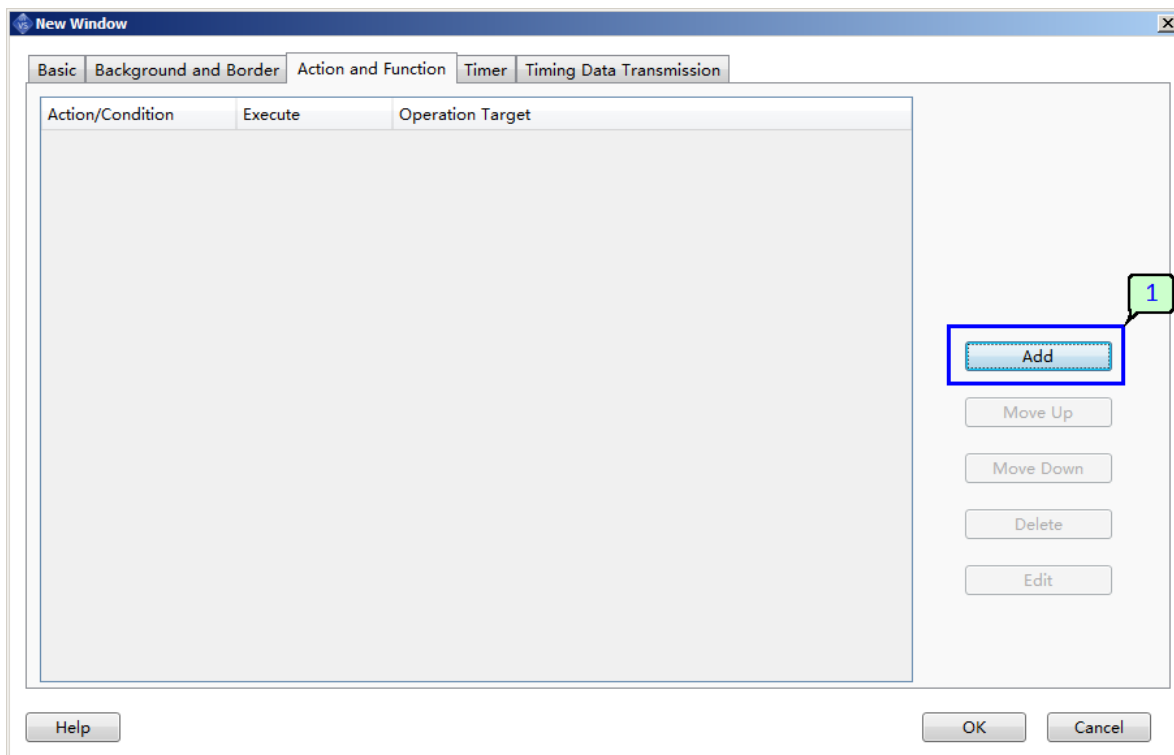 New Window
Basic Background and Border Action and Function Timer Timing Data Transmission
Action/Condition Execute Operation Target
1
Add
Move Up
Move Down
Delete
Edit
Help OK Cancel